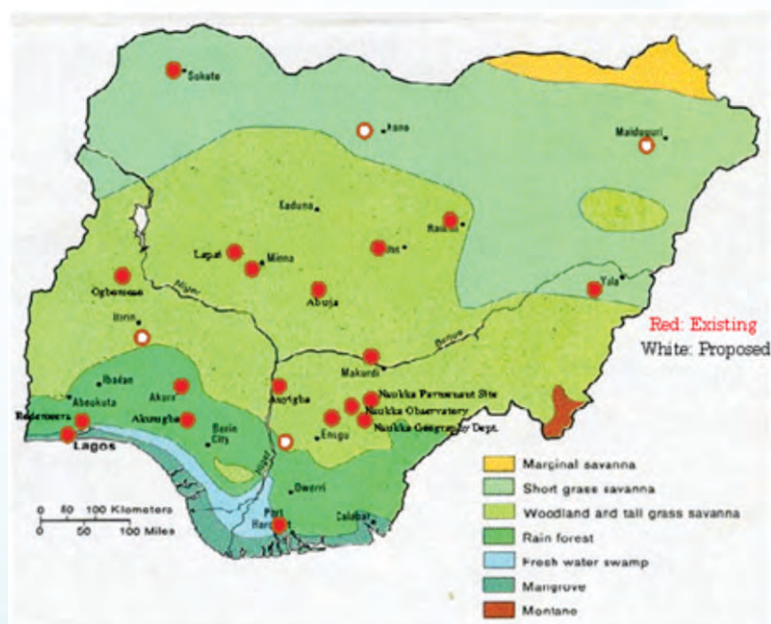 Sokoto
Kano
Maiduguri
Kaduna
Lapai
Minna
Jos
Yola
Ogbomoso
Niger
Abuja
Benue
Ilorin
Red: Existing
White: Proposed
Makurdi
Ibadan
Akure
Anyigba
Nsukka Permanent Site
Nsukka Observatory
Nsukka Geography Dept.
Abeokuta
Akungba
Benin
City
Enugu
Lagos
Niger
Owerri
Port
Harcourt
Calabar
0 50 100 Kilometers
0 50 100 Miles
Marginal savanna
Short grass savanna
Woodland and tall grass savanna
Rain forest
Fresh water swamp
Mangrove
Montane